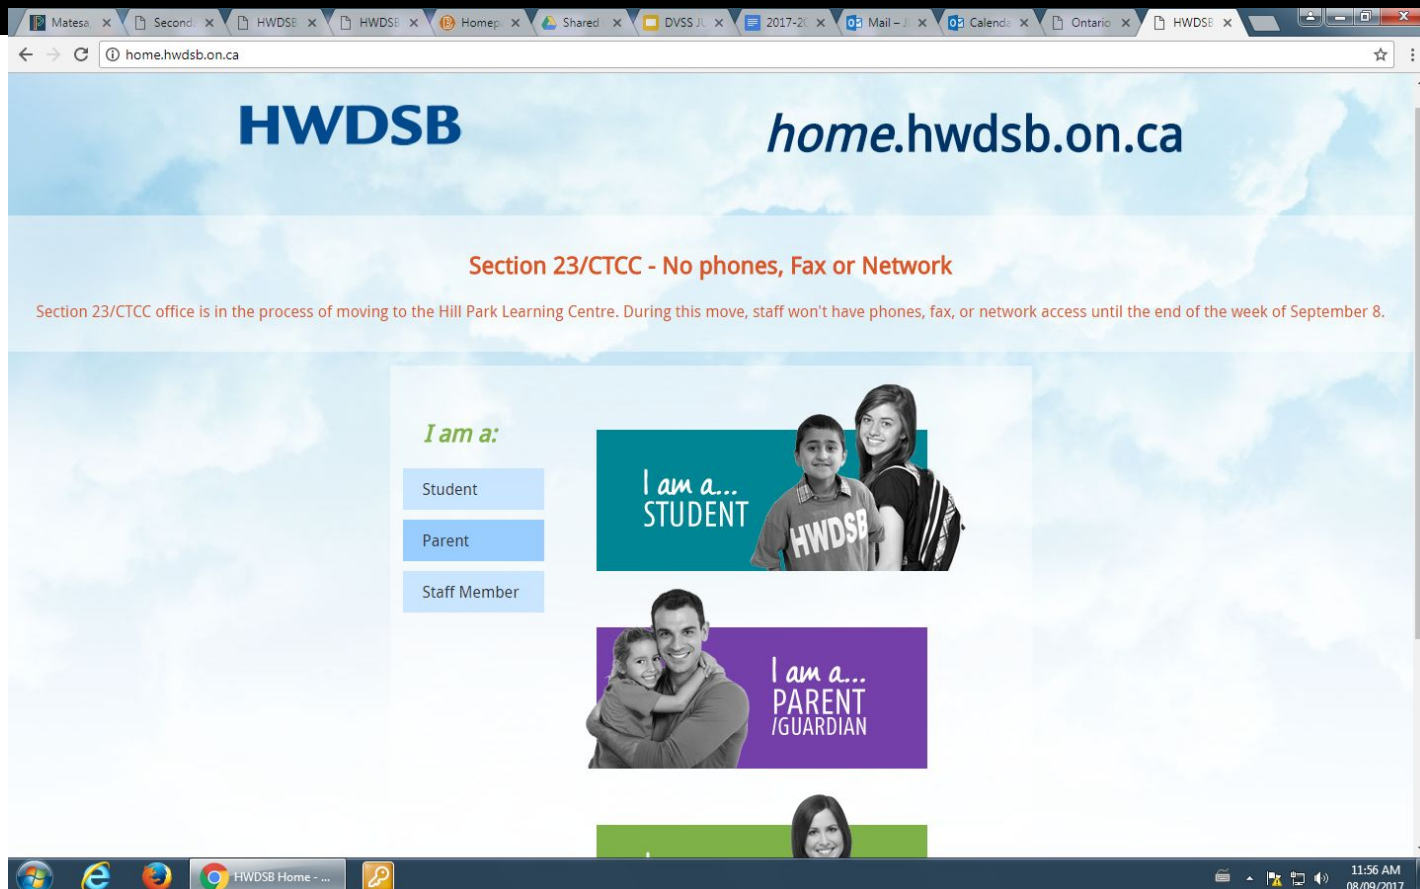 Matesa
Second
HWDSB
HWDSB
Homep
Shared
DVSS JU
2017-20
Mail – J
Calenda
Ontario
HWDSB
home.hwdsb.on.ca
HWDSB
home.hwdsb.on.ca
Section 23/CTCC - No phones, Fax or Network
Section 23/CTCC office is in the process of moving to the Hill Park Learning Centre. During this move, staff won't have phones, fax, or network access until the end of the week of September 8.
I am a:
Student
Parent
Staff Member
I am a...
STUDENT
HWDSB
I am a...
PARENT
/GUARDIAN
HWDSB Home - ...
11:56 AM
08/09/2017